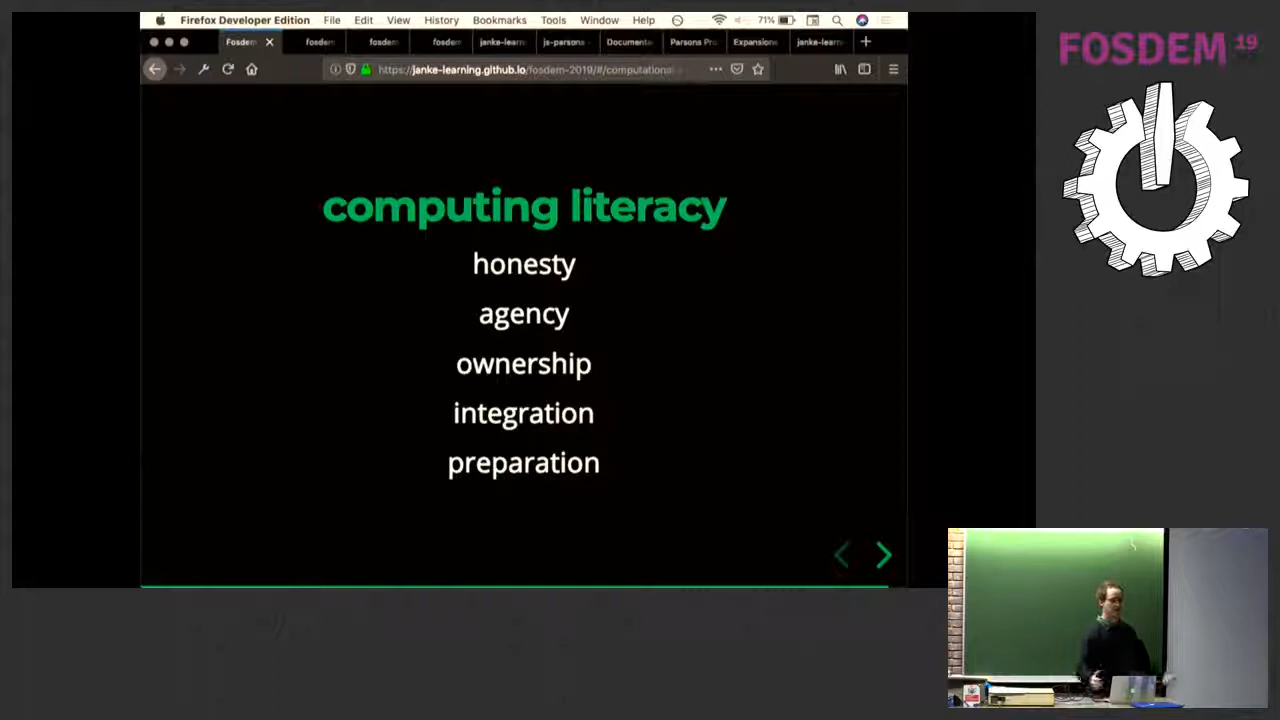 Firefox Developer Edition File Edit View History Bookmarks Tools Window Help 71%
Fosdem fosdem fosdem fosdem janke-learn js-parsons Documenta Parsons Pro Expansions janke-learn
https://janke-learning.github.io/fosdem-2019/#/computational
FOSDEM 19
computing literacy
honesty
agency
ownership
integration
preparation